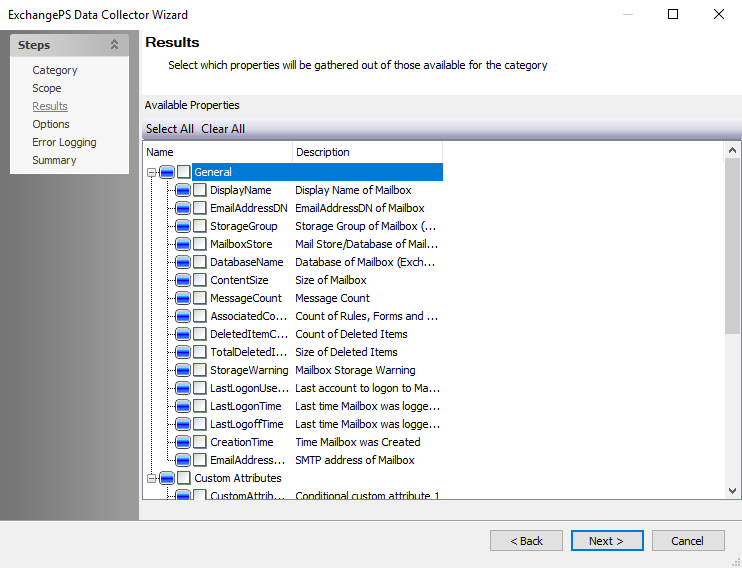 ExchangePS Data Collector Wizard
Steps
Category
Scope
Results
Options
Error Logging
Summary
Results
Select which properties will be gathered out of those available for the category
Available Properties
Select All Clear All
Name Description
General
DisplayName Display Name of Mailbox
EmailAddressDN EmailAddressDN of Mailbox
StorageGroup Storage Group of Mailbox (...
MailboxStore Mail Store/Database of Mail...
DatabaseName Database of Mailbox (Exch...
ContentSize Size of Mailbox
MessageCount Message Count
AssociatedCo... Count of Rules, Forms and ...
DeletedItemC... Count of Deleted Items
TotalDeletedI... Size of Deleted Items
StorageWarning Mailbox Storage Warning
LastLogonUse... Last account to logon to Ma...
LastLogonTime Last time Mailbox was logge...
LastLogoffTime Last time Mailbox was logge...
CreationTime Time Mailbox was Created
EmailAddress... SMTP address of Mailbox
Custom Attributes
CustomAttrib... Conditional custom attribute 1
< Back Next > Cancel